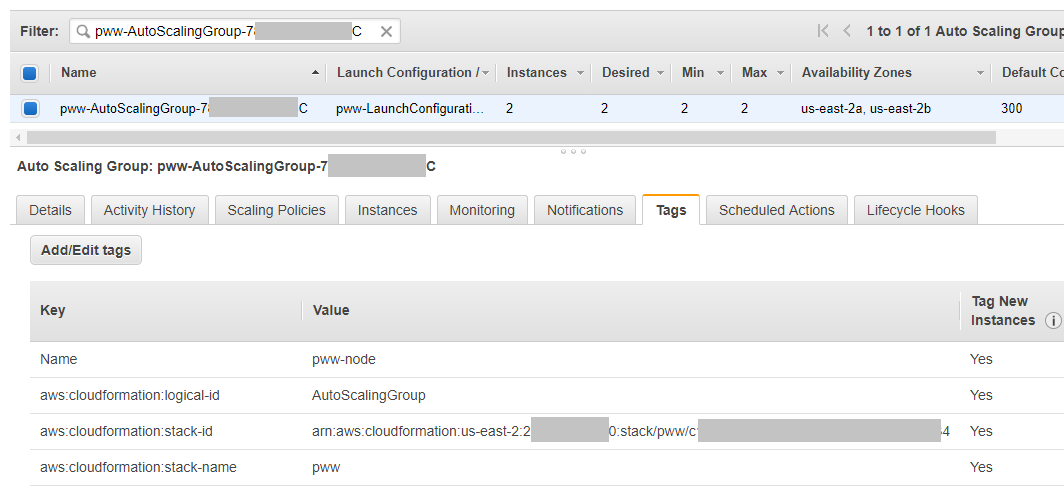 Filter: pww-AutoScalingGroup-7 C 1 to 1 of 1 Auto Scaling Group
Name Launch Configuration / Instances Desired Min Max Availability Zones Default Co
pww-AutoScalingGroup-7 C pww-LaunchConfigurati… 2 2 2 2 us-east-2a, us-east-2b 300
Auto Scaling Group: pww-AutoScalingGroup-7 C
Details Activity History Scaling Policies Instances Monitoring Notifications Tags Scheduled Actions Lifecycle Hooks
Add/Edit tags
Key Value Tag New
Instances
Name pww-node Yes
aws:cloudformation:logical-id AutoScalingGroup Yes
aws:cloudformation:stack-id arn:aws:cloudformation:us-east-2:2 0:stack/pww/c 4 Yes
aws:cloudformation:stack-name pww Yes